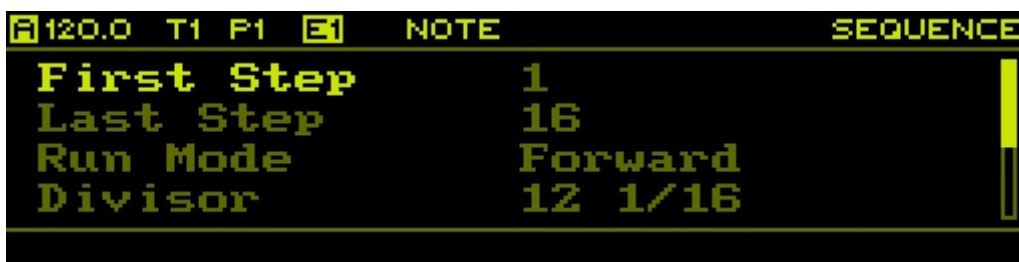 A 120.0 T1 P1 E1 NOTE SEQUENCE
First Step 1
Last Step 16
Run Mode Forward
Divisor 12 1/16